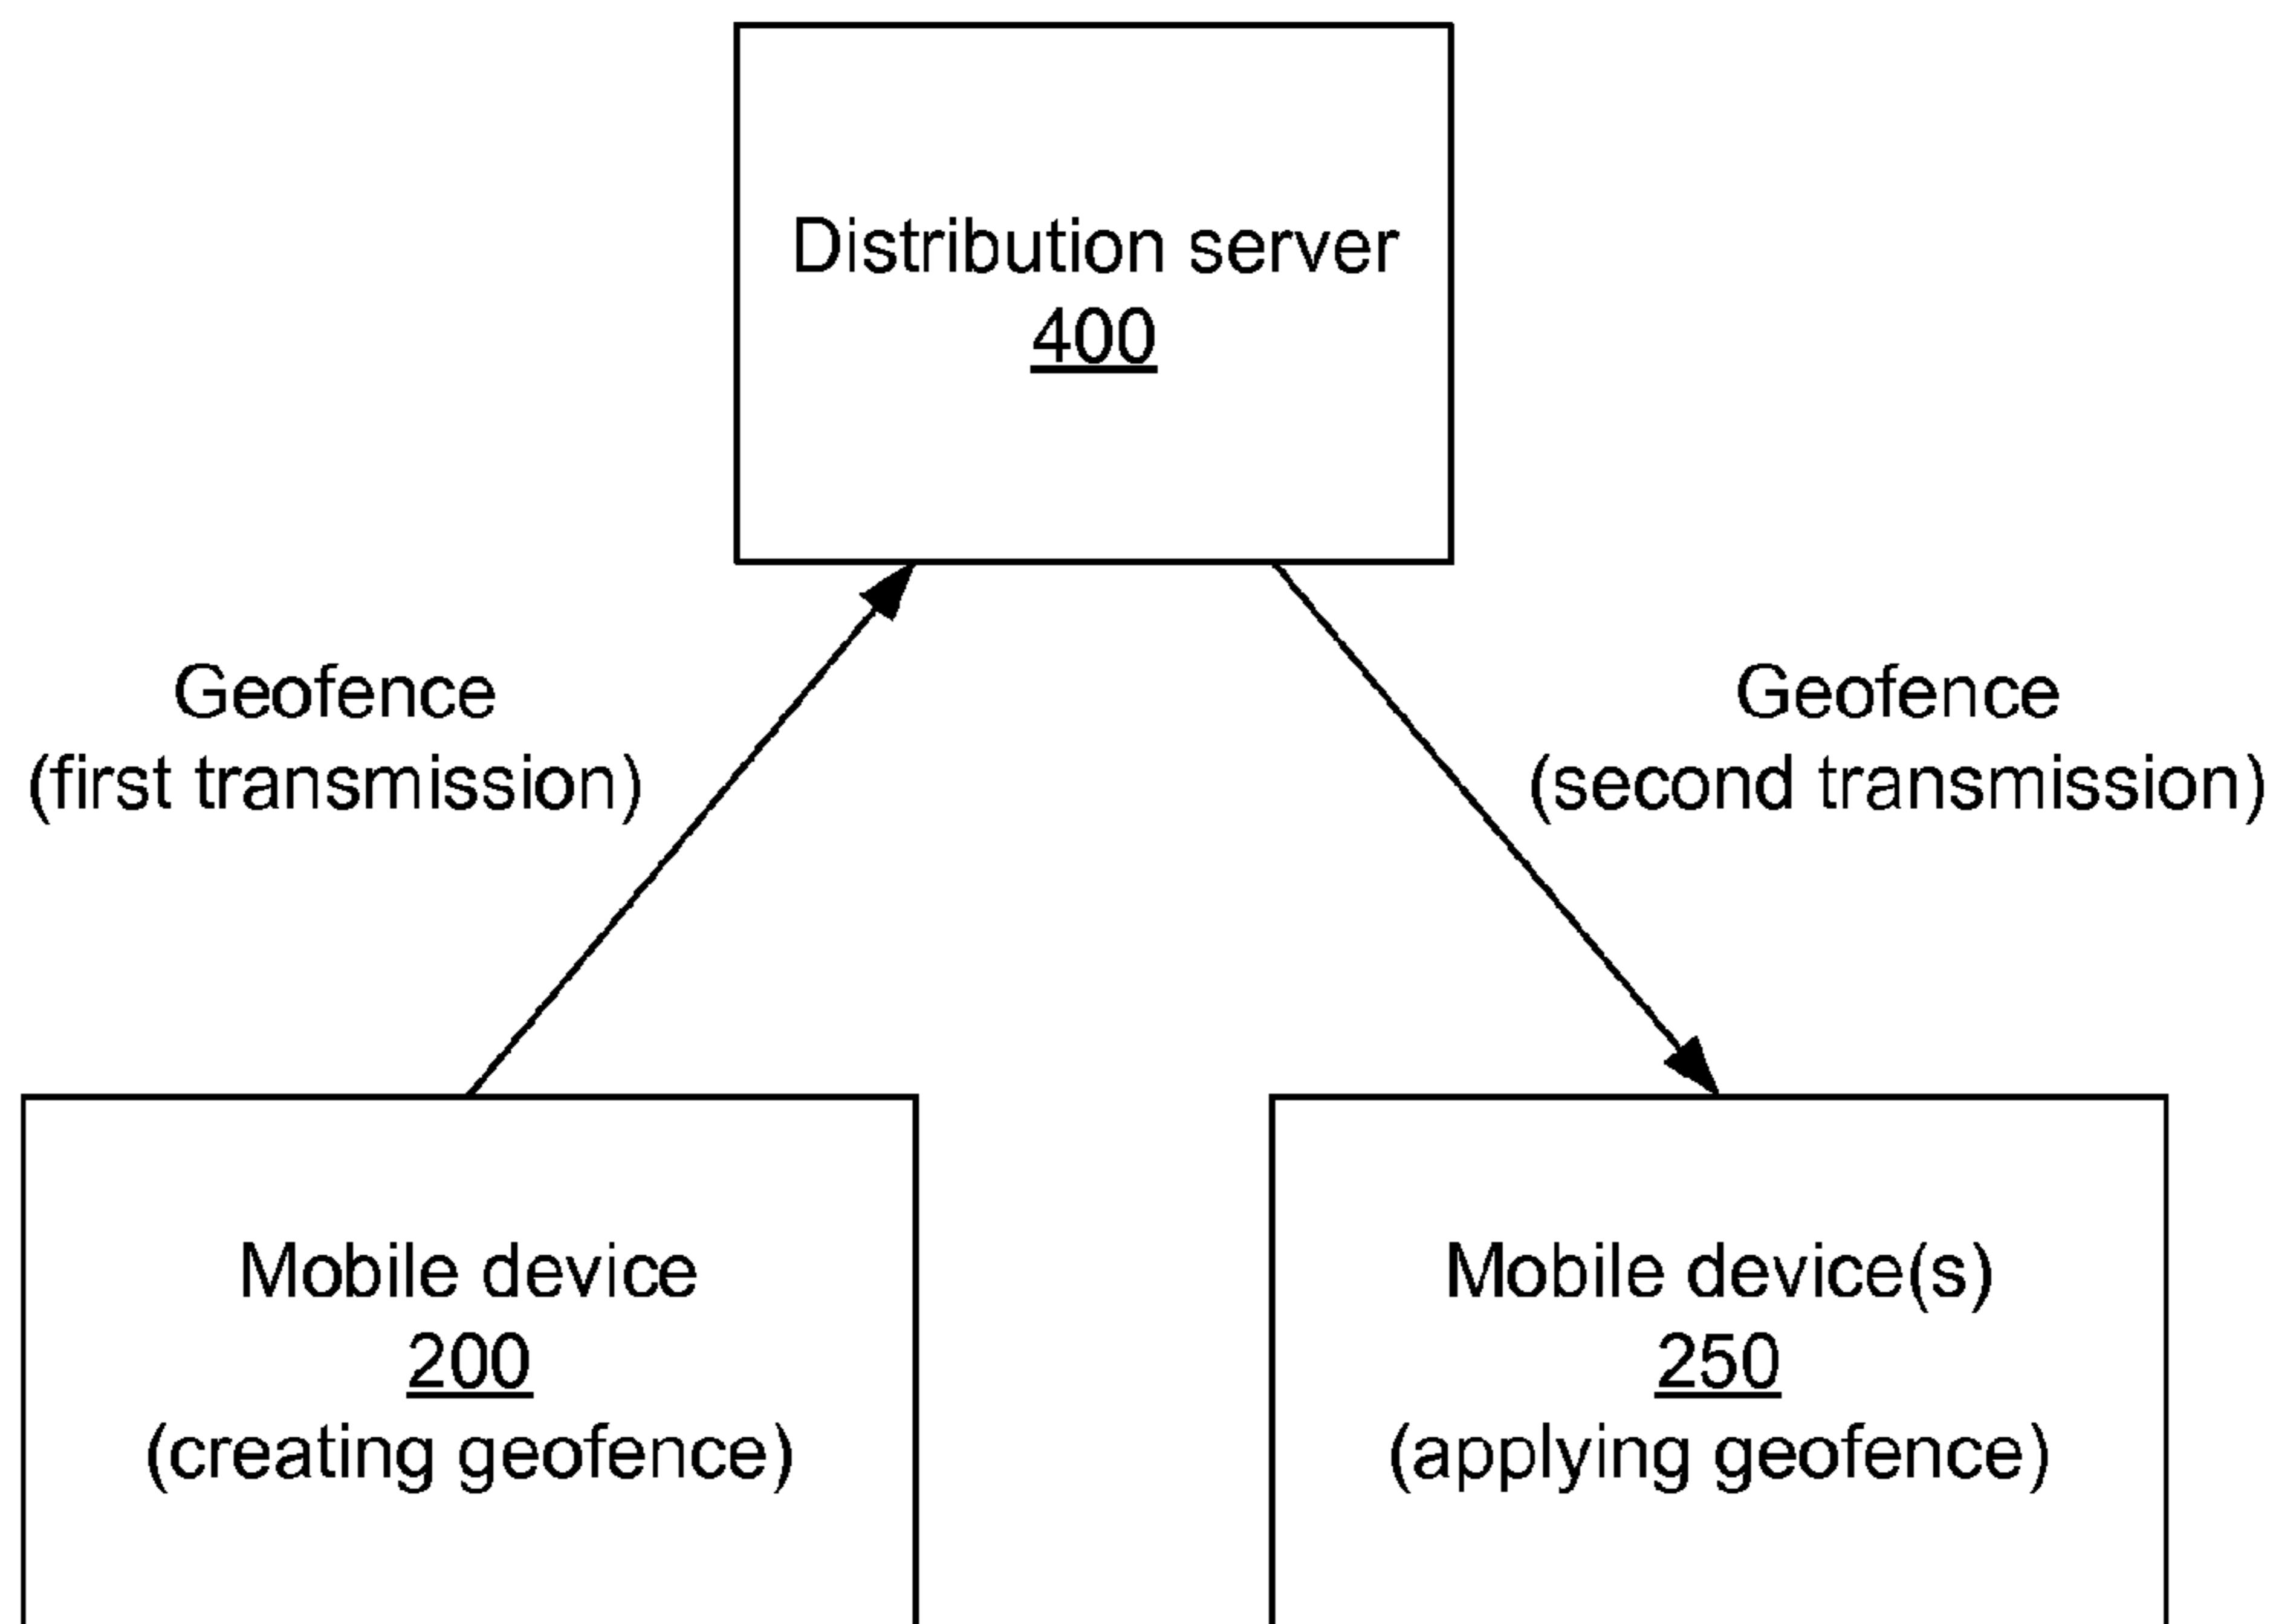 Distribution server
400
Geofence
(first transmission)
Geofence
(second transmission)
Mobile device
200
(creating geofence)
Mobile device(s)
250
(applying geofence)